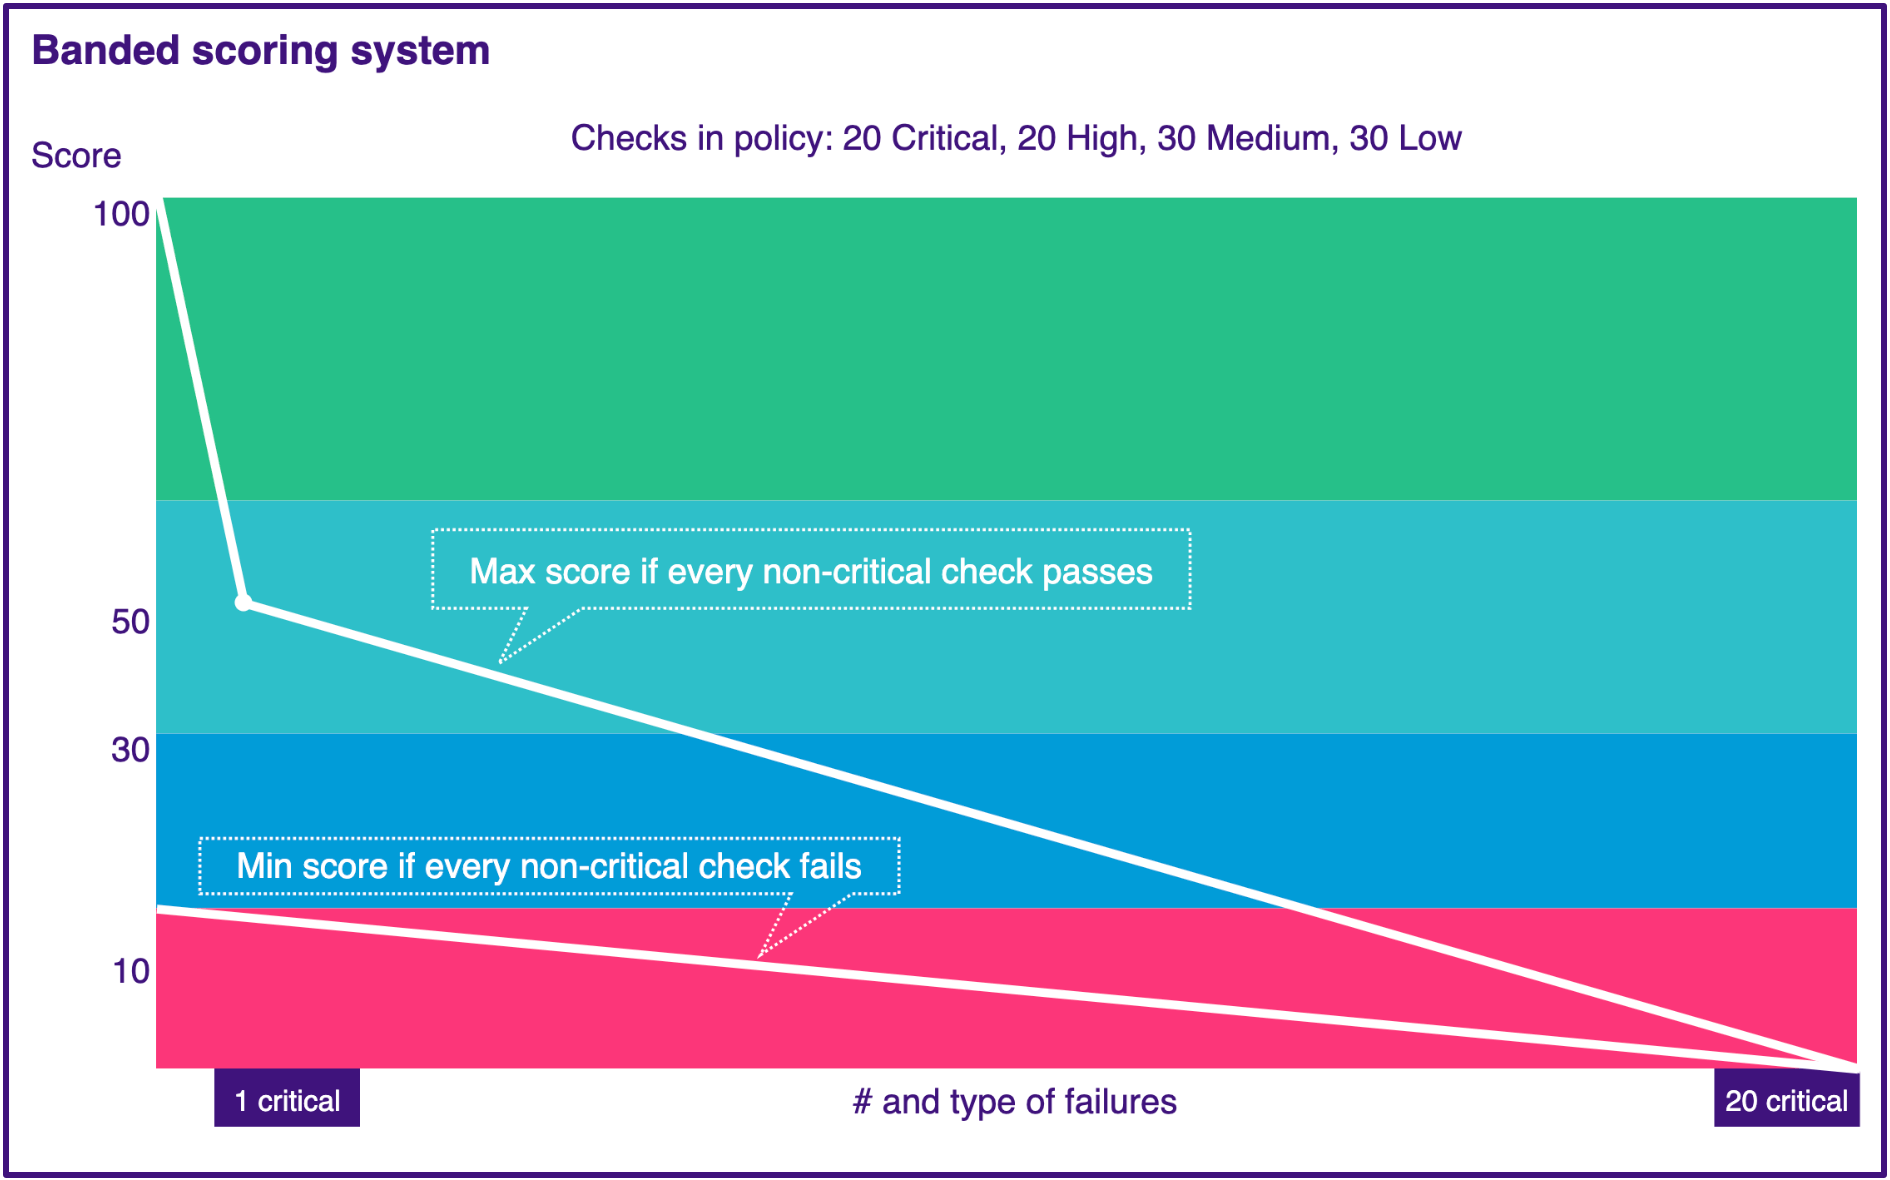 Banded scoring system
Checks in policy: 20 Critical, 20 High, 30 Medium, 30 Low
Score
100
Max score if every non-critical check passes
50
30
Min score if every non-critical check fails
10
1 critical
# and type of failures
20 critical